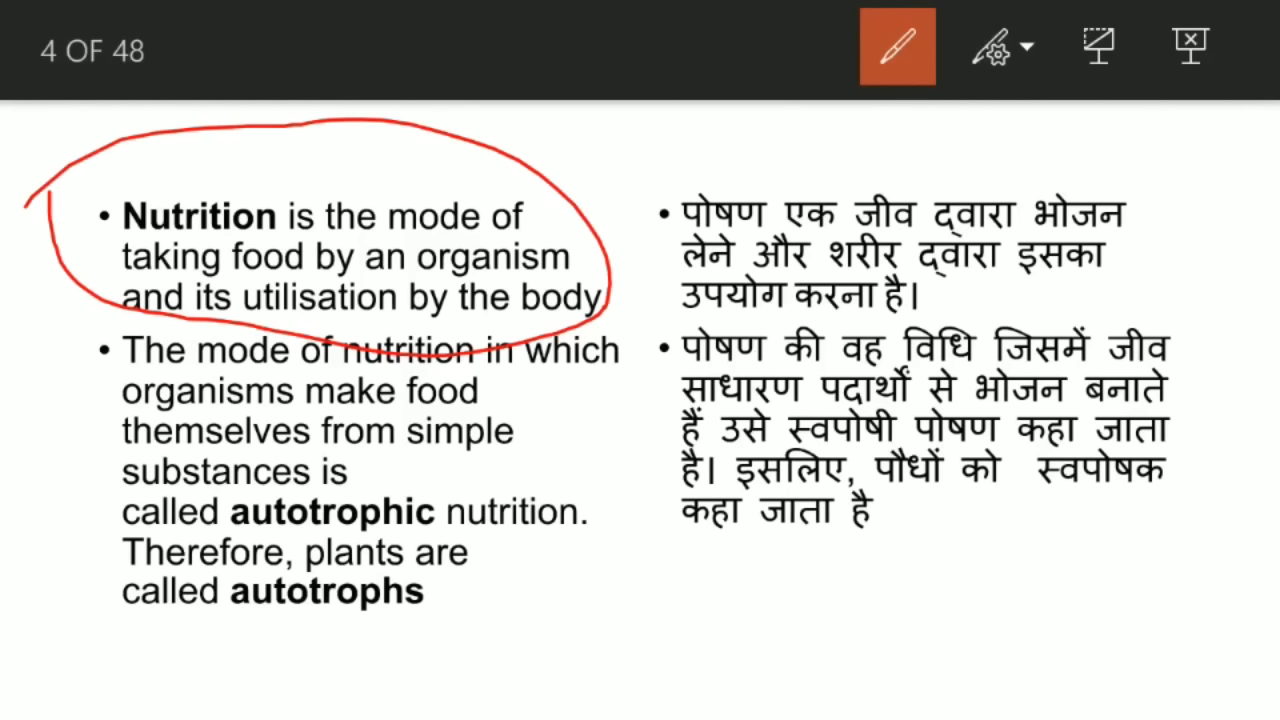 4 OF 48
• Nutrition is the mode of
taking food by an organism
and its utilisation by the body
• The mode of nutrition in which
organisms make food
themselves from simple
substances is
called autotrophic nutrition.
Therefore, plants are
called autotrophs
• पोषण एक जीव द्वारा भोजन
लेने और शरीर द्वारा इसका
उपयोग करना है।
• पोषण की वह विधि जिसमें जीव
साधारण पदार्थों से भोजन बनाते
हैं उसे स्वपोषी पोषण कहा जाता
है। इसलिए, पौधों को स्वपोषक
कहा जाता है